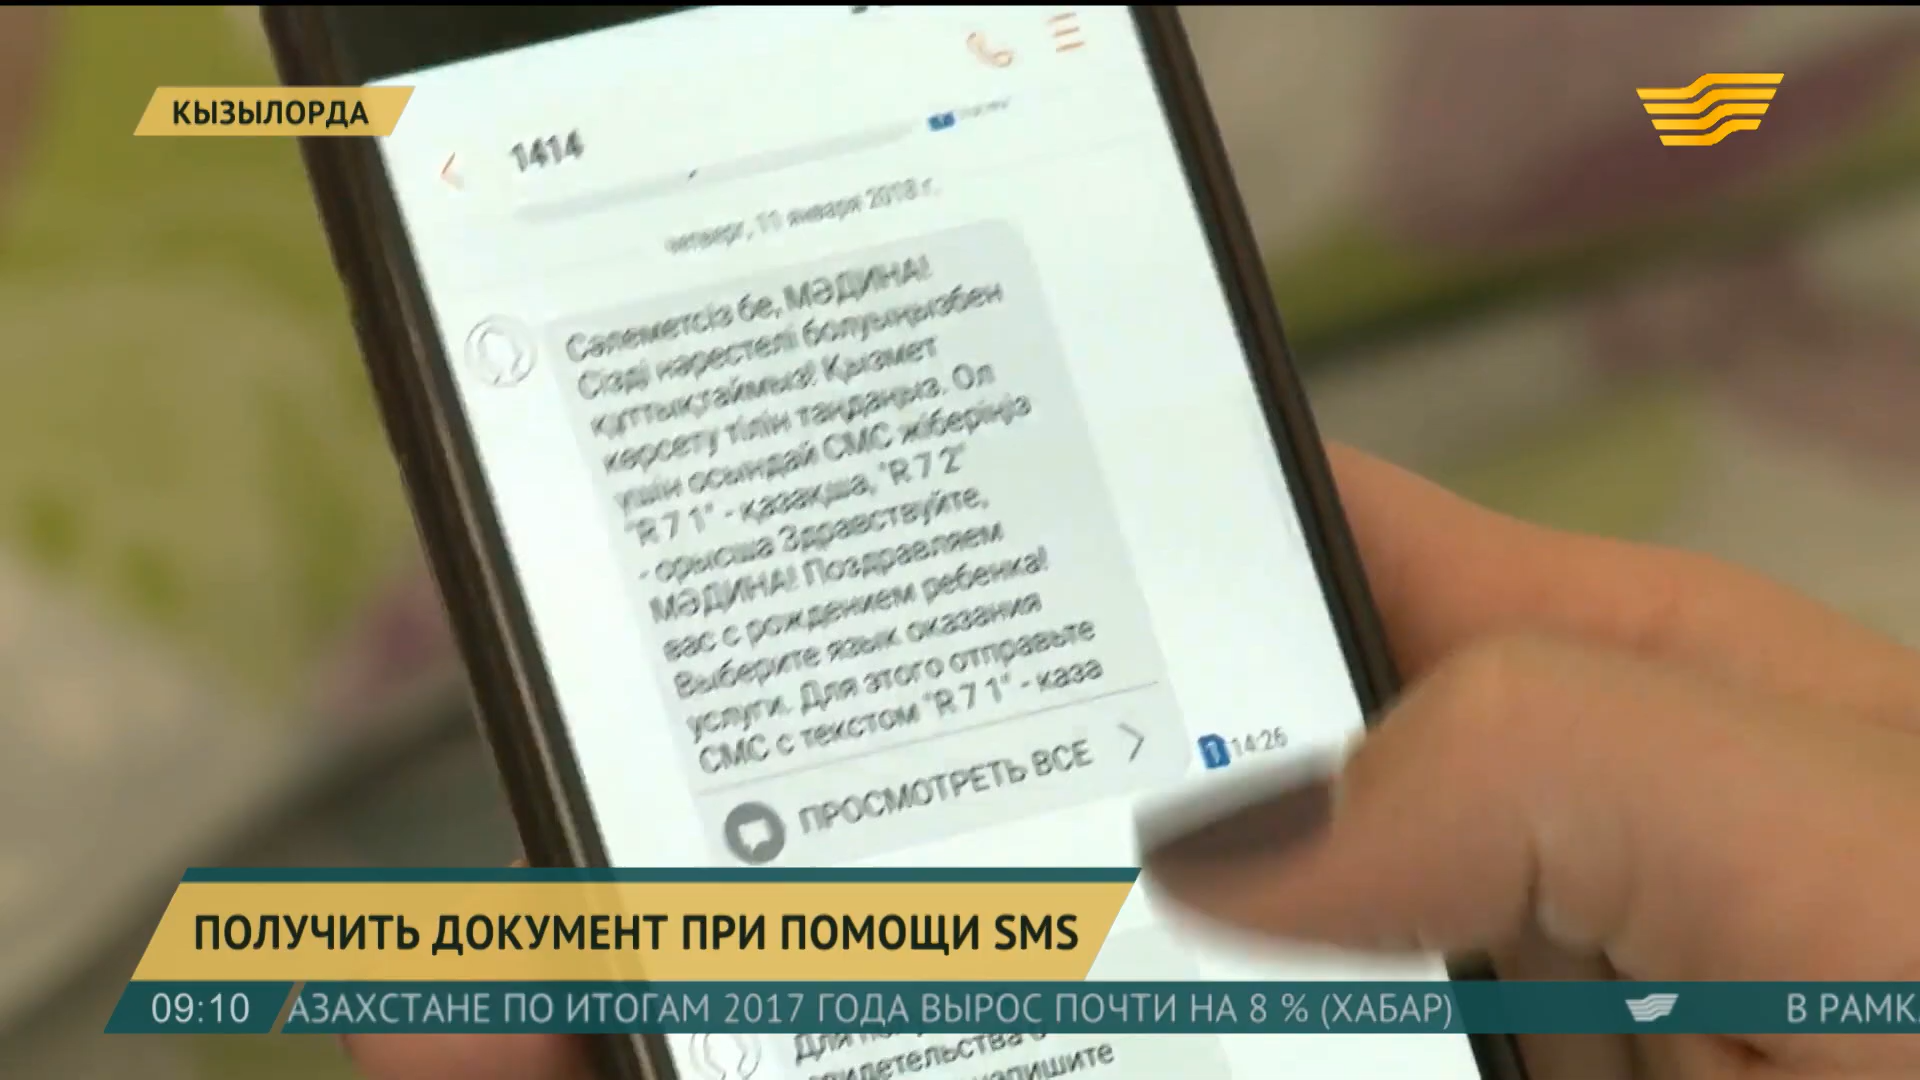 КЫЗЫЛОРДА
1414
четверг, 11 января 2018 г.
Сәлеметсіз бе, МӘДИНА!
Сізді нәрестелі болуыңызбен
құттықтаймыз! Қызмет
көрсету тілін таңдаңыз. Ол
үшін осындай СМС жіберіңіз
"R 7 1" - қазақша, "R 7 2"
- орысша Здравствуйте,
МӘДИНА! Поздравляем
вас с рождением ребенка!
Выберите язык оказания
услуги. Для этого отправьте
СМС с текстом "R 7 1" - каза
ПРОСМОТРЕТЬ ВСЕ
1 14:26
ПОЛУЧИТЬ ДОКУМЕНТ ПРИ ПОМОЩИ SMS
09:10 АЗАХСТАНЕ ПО ИТОГАМ 2017 ГОДА ВЫРОС ПОЧТИ НА 8 % (ХАБАР) В РАМК
Для